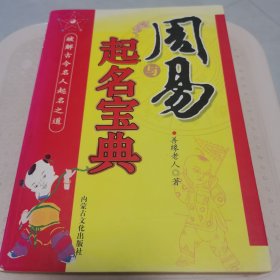 周易
与
起名宝典
破解古今名人起名之道
善缘老人 著
内蒙古文化出版社